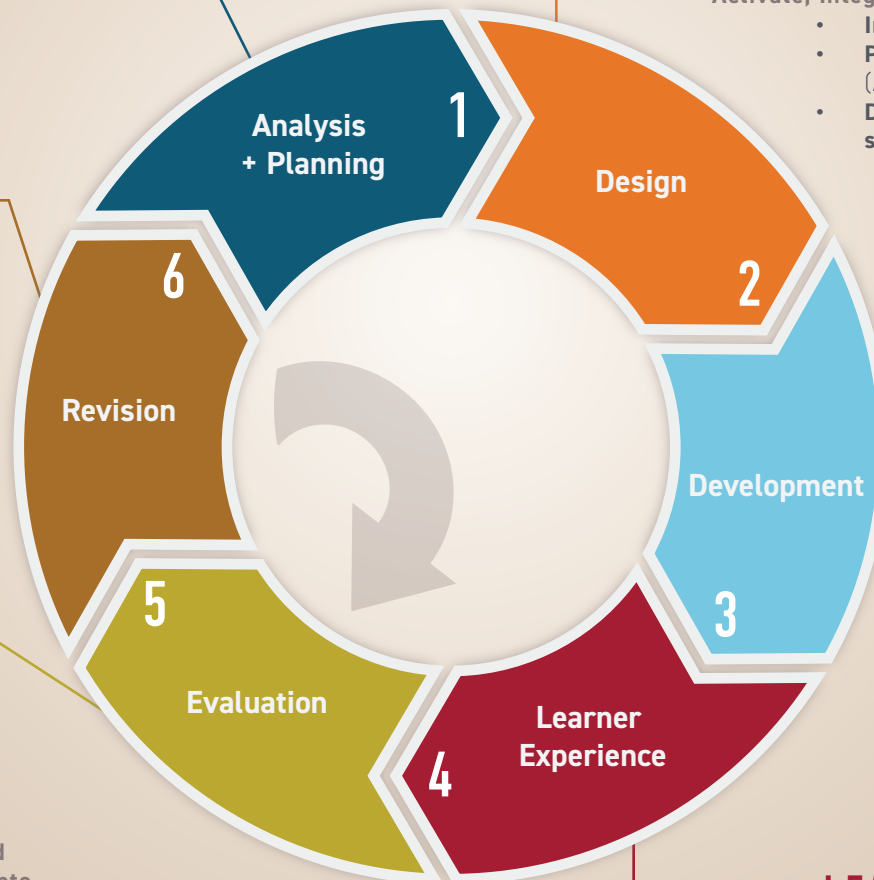 Analysis
+ Planning
1
Design
2
Development
3
Learner
Experience
4
Evaluation
5
Revision
6